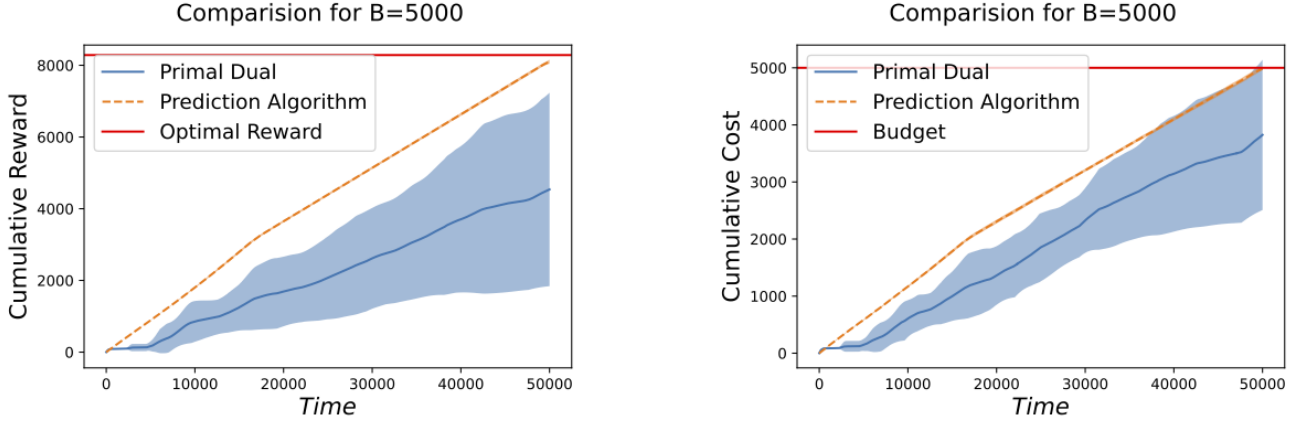 Comparision for B=5000
Cumulative Reward
8000
6000
4000
2000
0
Primal Dual
Prediction Algorithm
Optimal Reward
0 10000 20000 30000 40000 50000
Time
Comparision for B=5000
Cumulative Cost
5000
4000
3000
2000
1000
0
Primal Dual
Prediction Algorithm
Budget
0 10000 20000 30000 40000 50000
Time